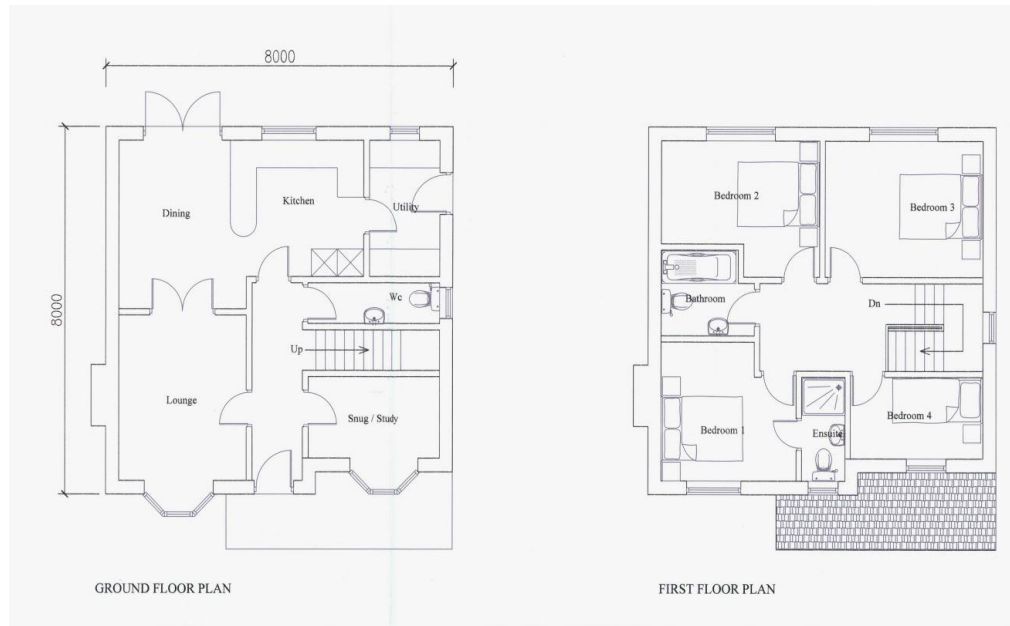 8000
8000
Dining
Kitchen
Utility
Wc
Up
Lounge
Snug / Study
GROUND FLOOR PLAN
Bedroom 2
Bedroom 3
Bathroom
Dn
Bedroom 1
Ensuite
Bedroom 4
FIRST FLOOR PLAN